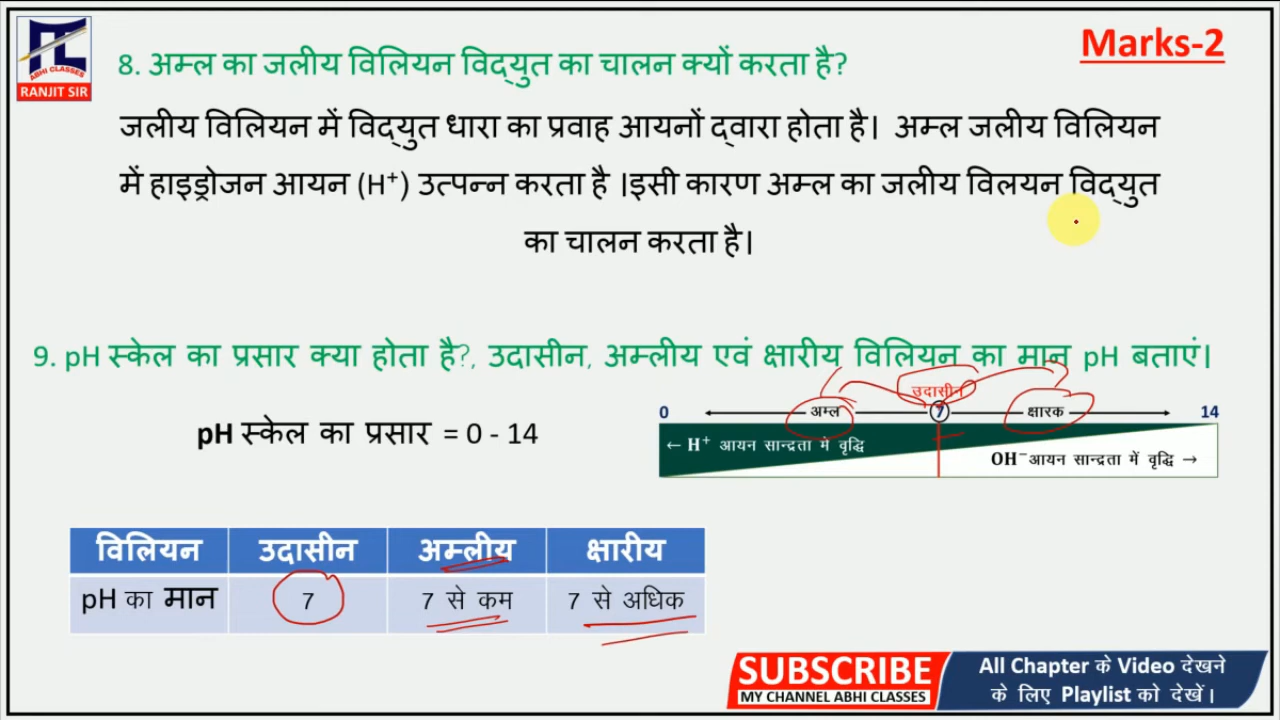 ABHI CLASSES
RANJIT SIR
Marks-2
8. अम्ल का जलीय विलियन विद्युत का चालन क्यों करता है?
जलीय विलियन में विद्युत धारा का प्रवाह आयनों द्वारा होता है। अम्ल जलीय विलियन
में हाइड्रोजन आयन (H⁺) उत्पन्न करता है ।इसी कारण अम्ल का जलीय विलयन विद्युत
का चालन करता है।
9. pH स्केल का प्रसार क्या होता है?, उदासीन, अम्लीय एवं क्षारीय विलियन का मान pH बताएं।
pH स्केल का प्रसार = 0 - 14
उदासीन
0 अम्ल 7 क्षारक 14
← H⁺ आयन सान्द्रता में वृद्धि
OH⁻आयन सान्द्रता में वृद्धि →
विलियन उदासीन अम्लीय क्षारीय
pH का मान 7 7 से कम 7 से अधिक
SUBSCRIBE
MY CHANNEL ABHI CLASSES
All Chapter के Video देखने
के लिए Playlist को देखें।